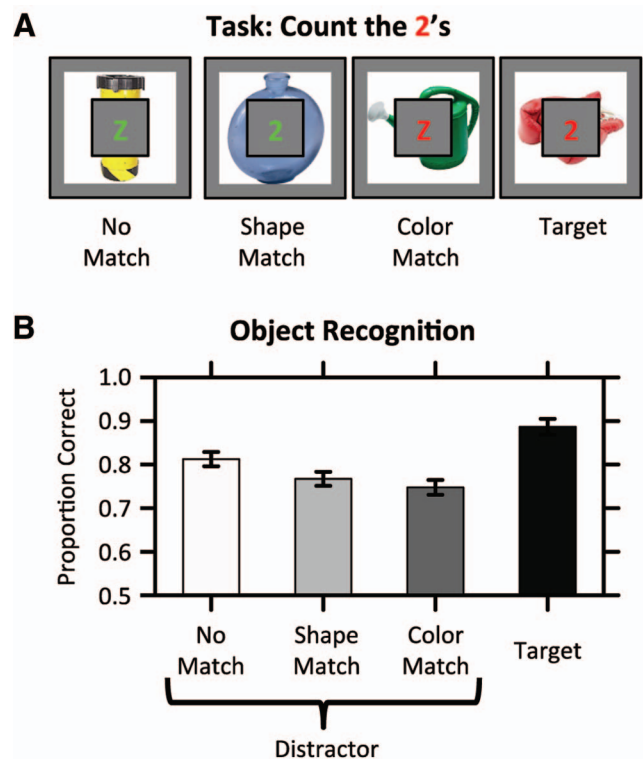 A
Task: Count the 2's
Z
2
Z
2
No
Match
Shape
Match
Color
Match
Target
B
Object Recognition
Proportion Correct
1.0
0.9
0.8
0.7
0.6
0.5
No
Match
Shape
Match
Color
Match
Target
Distractor